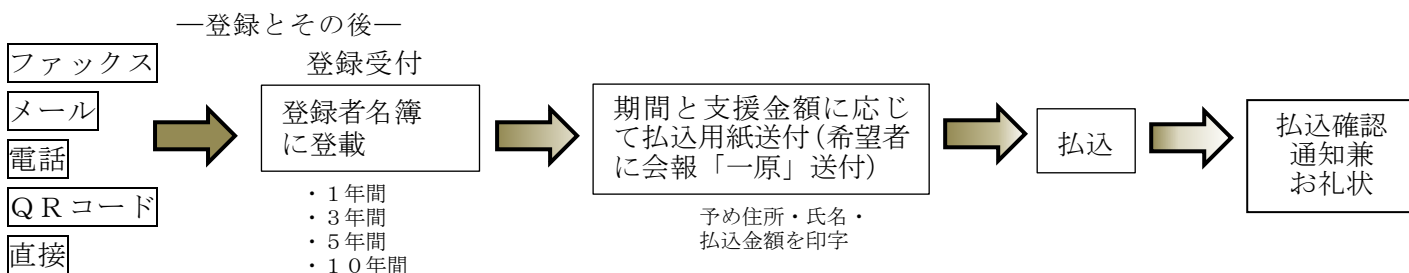 ―登録とその後―
ファックス
メール
電話
ＱＲコード
直接
登録受付
登録者名簿
に登載
・１年間
・３年間
・５年間
・１０年間
期間と支援金額に応じ
て払込用紙送付(希望者
に会報「一原」送付)
予め住所・氏名・
払込金額を印字
払込
払込確認
通知兼
お礼状